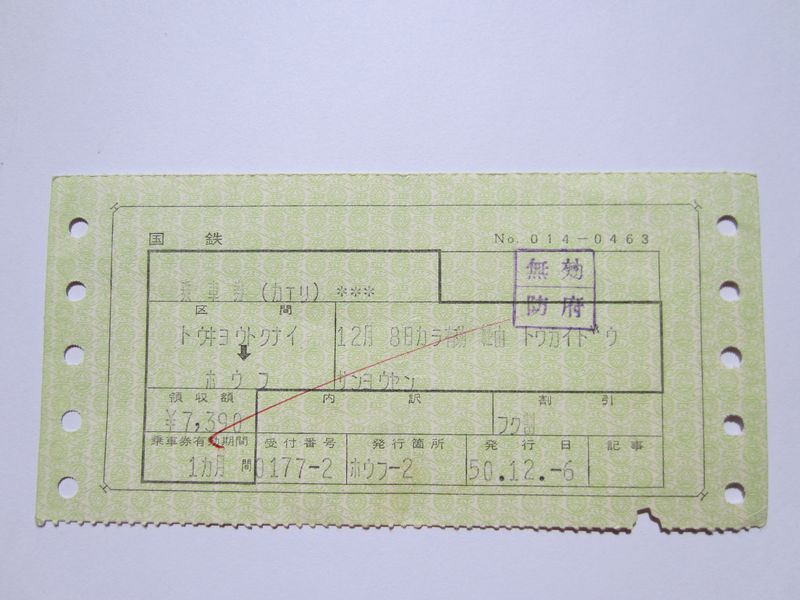 国鉄 No. 014-0463
無効
防府
乗車券 (カエリ) ***
区間
トウキヨウトクナイ 12月 8日カラ有効 経由 トウカイドウ
↓
ホウフ サンヨウセン
領収額 内訳 割引
¥7,390 フク割
乗車券有効期間 受付番号 発行箇所 発行日 記事
1カ月間 0177-2 ホウフ-2 50.12.-6